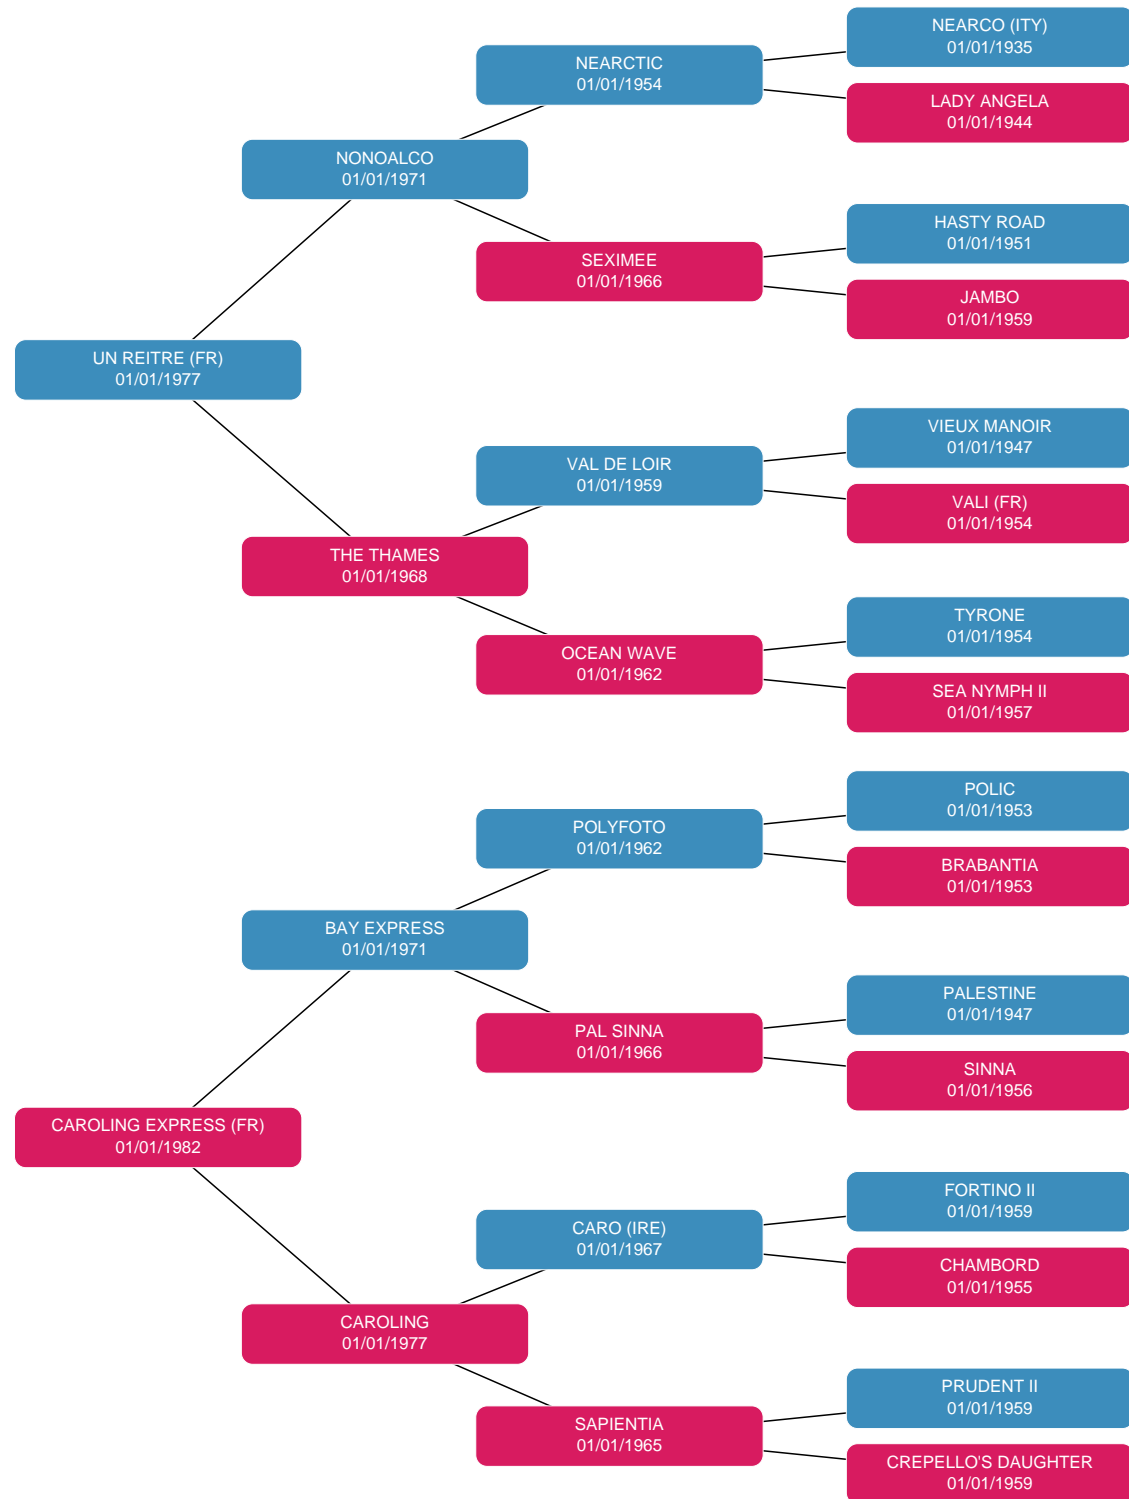 NEARCO (ITY)
01/01/1935
NEARCTIC
01/01/1954
LADY ANGELA
01/01/1944
NONOALCO
01/01/1971
HASTY ROAD
01/01/1951
SEXIMEE
01/01/1966
JAMBO
01/01/1959
UN REITRE (FR)
01/01/1977
VIEUX MANOIR
01/01/1947
VAL DE LOIR
01/01/1959
VALI (FR)
01/01/1954
THE THAMES
01/01/1968
TYRONE
01/01/1954
OCEAN WAVE
01/01/1962
SEA NYMPH II
01/01/1957
POLIC
01/01/1953
POLYFOTO
01/01/1962
BRABANTIA
01/01/1953
BAY EXPRESS
01/01/1971
PALESTINE
01/01/1947
PAL SINNA
01/01/1966
SINNA
01/01/1956
CAROLING EXPRESS (FR)
01/01/1982
FORTINO II
01/01/1959
CARO (IRE)
01/01/1967
CHAMBORD
01/01/1955
CAROLING
01/01/1977
PRUDENT II
01/01/1959
SAPIENTIA
01/01/1965
CREPELLO'S DAUGHTER
01/01/1959